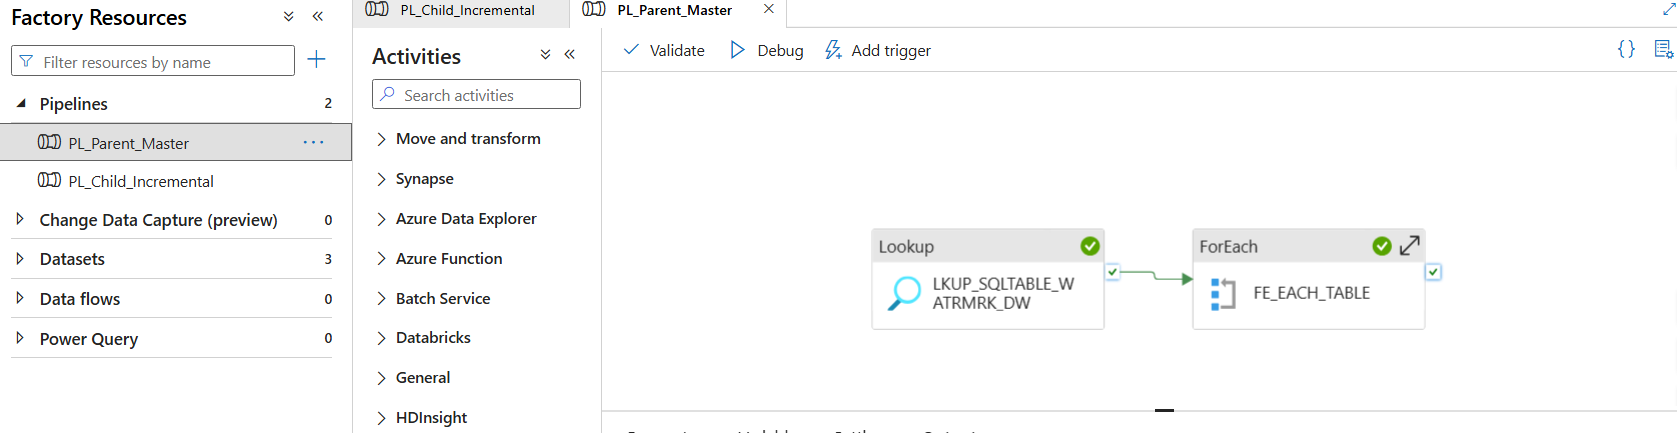 Factory Resources
Filter resources by name
Pipelines 2
PL_Parent_Master
PL_Child_Incremental
Change Data Capture (preview) 0
Datasets 3
Data flows 0
Power Query 0
PL_Child_Incremental
PL_Parent_Master
Activities
Search activities
Move and transform
Synapse
Azure Data Explorer
Azure Function
Batch Service
Databricks
General
HDInsight
Validate Debug Add trigger
Lookup
LKUP_SQLTABLE_W
ATRMRK_DW
ForEach
FE_EACH_TABLE